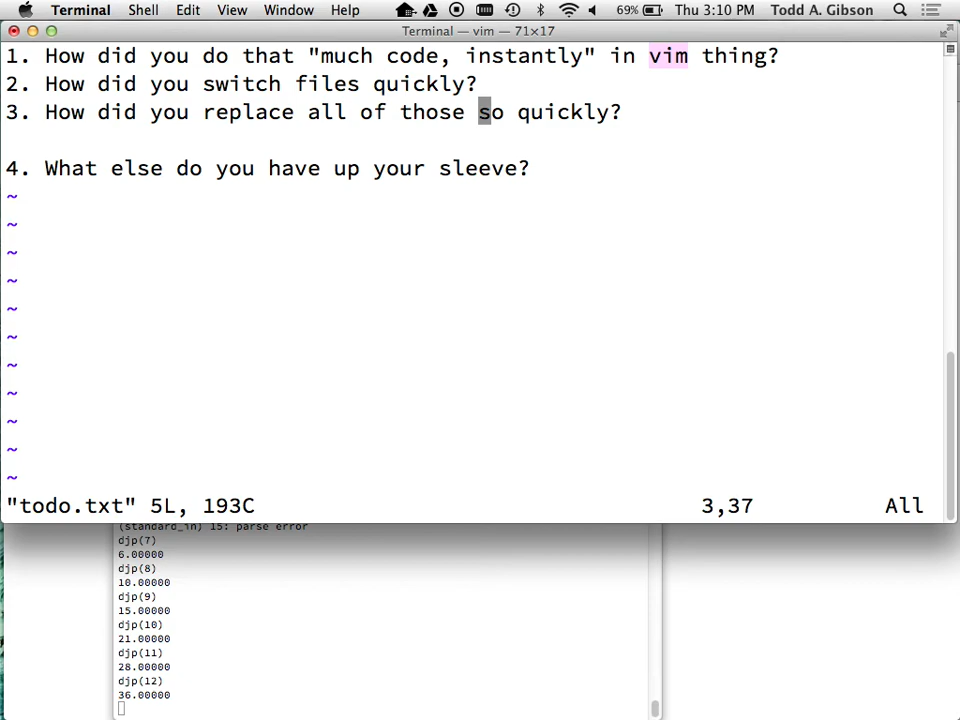 Terminal Shell Edit View Window Help 69% Thu 3:10 PM Todd A. Gibson
Terminal — vim — 71×17
1. How did you do that "much code, instantly" in vim thing?
2. How did you switch files quickly?
3. How did you replace all of those so quickly?
4. What else do you have up your sleeve?
~
~
~
~
~
~
~
~
~
~
~
"todo.txt" 5L, 193C 3,37 All
(standard_in) 15: parse error
djp(7)
6.00000
djp(8)
10.00000
djp(9)
15.00000
djp(10)
21.00000
djp(11)
28.00000
djp(12)
36.00000